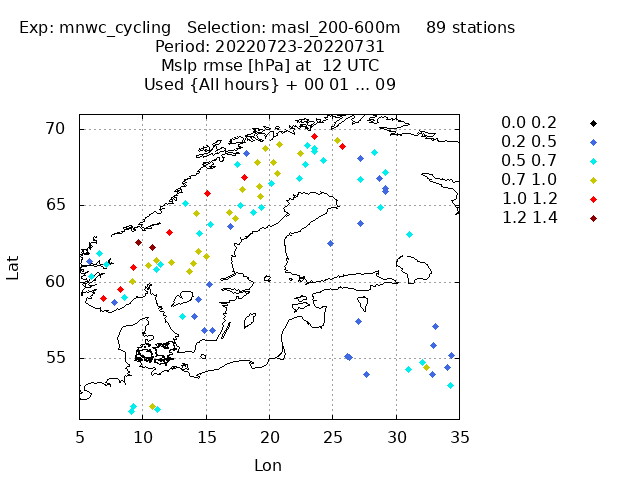 Exp: mnwc_cycling   Selection: masl_200-600m     89 stations
Period: 20220723-20220731
Mslp rmse [hPa] at  12 UTC
Used {All hours} + 00 01 ... 09
0.0 0.2
0.2 0.5
0.5 0.7
0.7 1.0
1.0 1.2
1.2 1.4
70
65
60
55
Lat
5 10 15 20 25 30 35
Lon